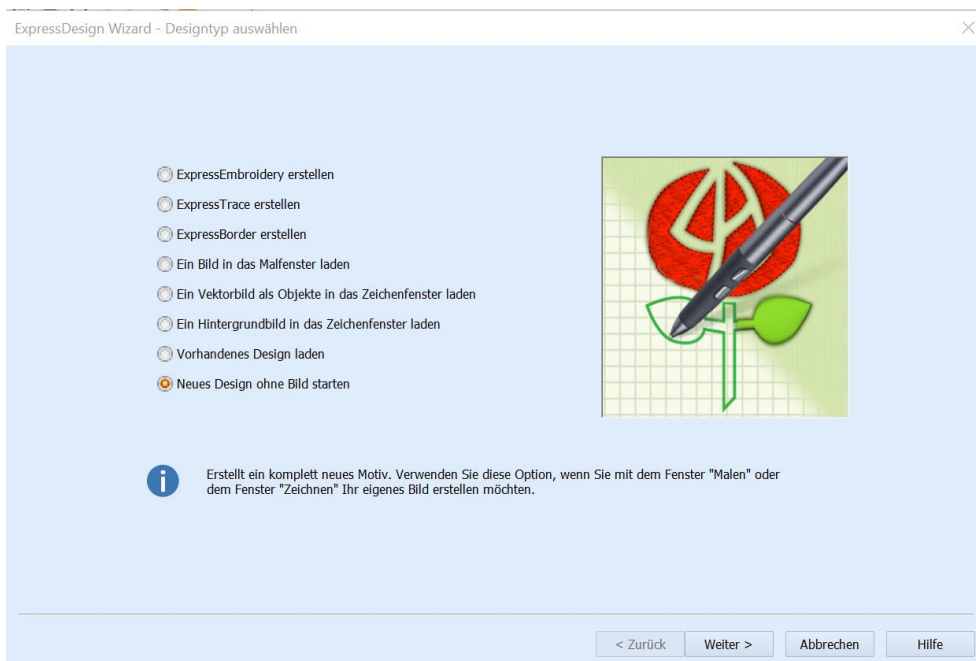 ExpressDesign Wizard - Designtyp auswählen
ExpressEmbroidery erstellen
ExpressTrace erstellen
ExpressBorder erstellen
Ein Bild in das Malfenster laden
Ein Vektorbild als Objekte in das Zeichenfenster laden
Ein Hintergrundbild in das Zeichenfenster laden
Vorhandenes Design laden
Neues Design ohne Bild starten
Erstellt ein komplett neues Motiv. Verwenden Sie diese Option, wenn Sie mit dem Fenster "Malen" oder
dem Fenster "Zeichnen" Ihr eigenes Bild erstellen möchten.
< Zurück Weiter > Abbrechen Hilfe